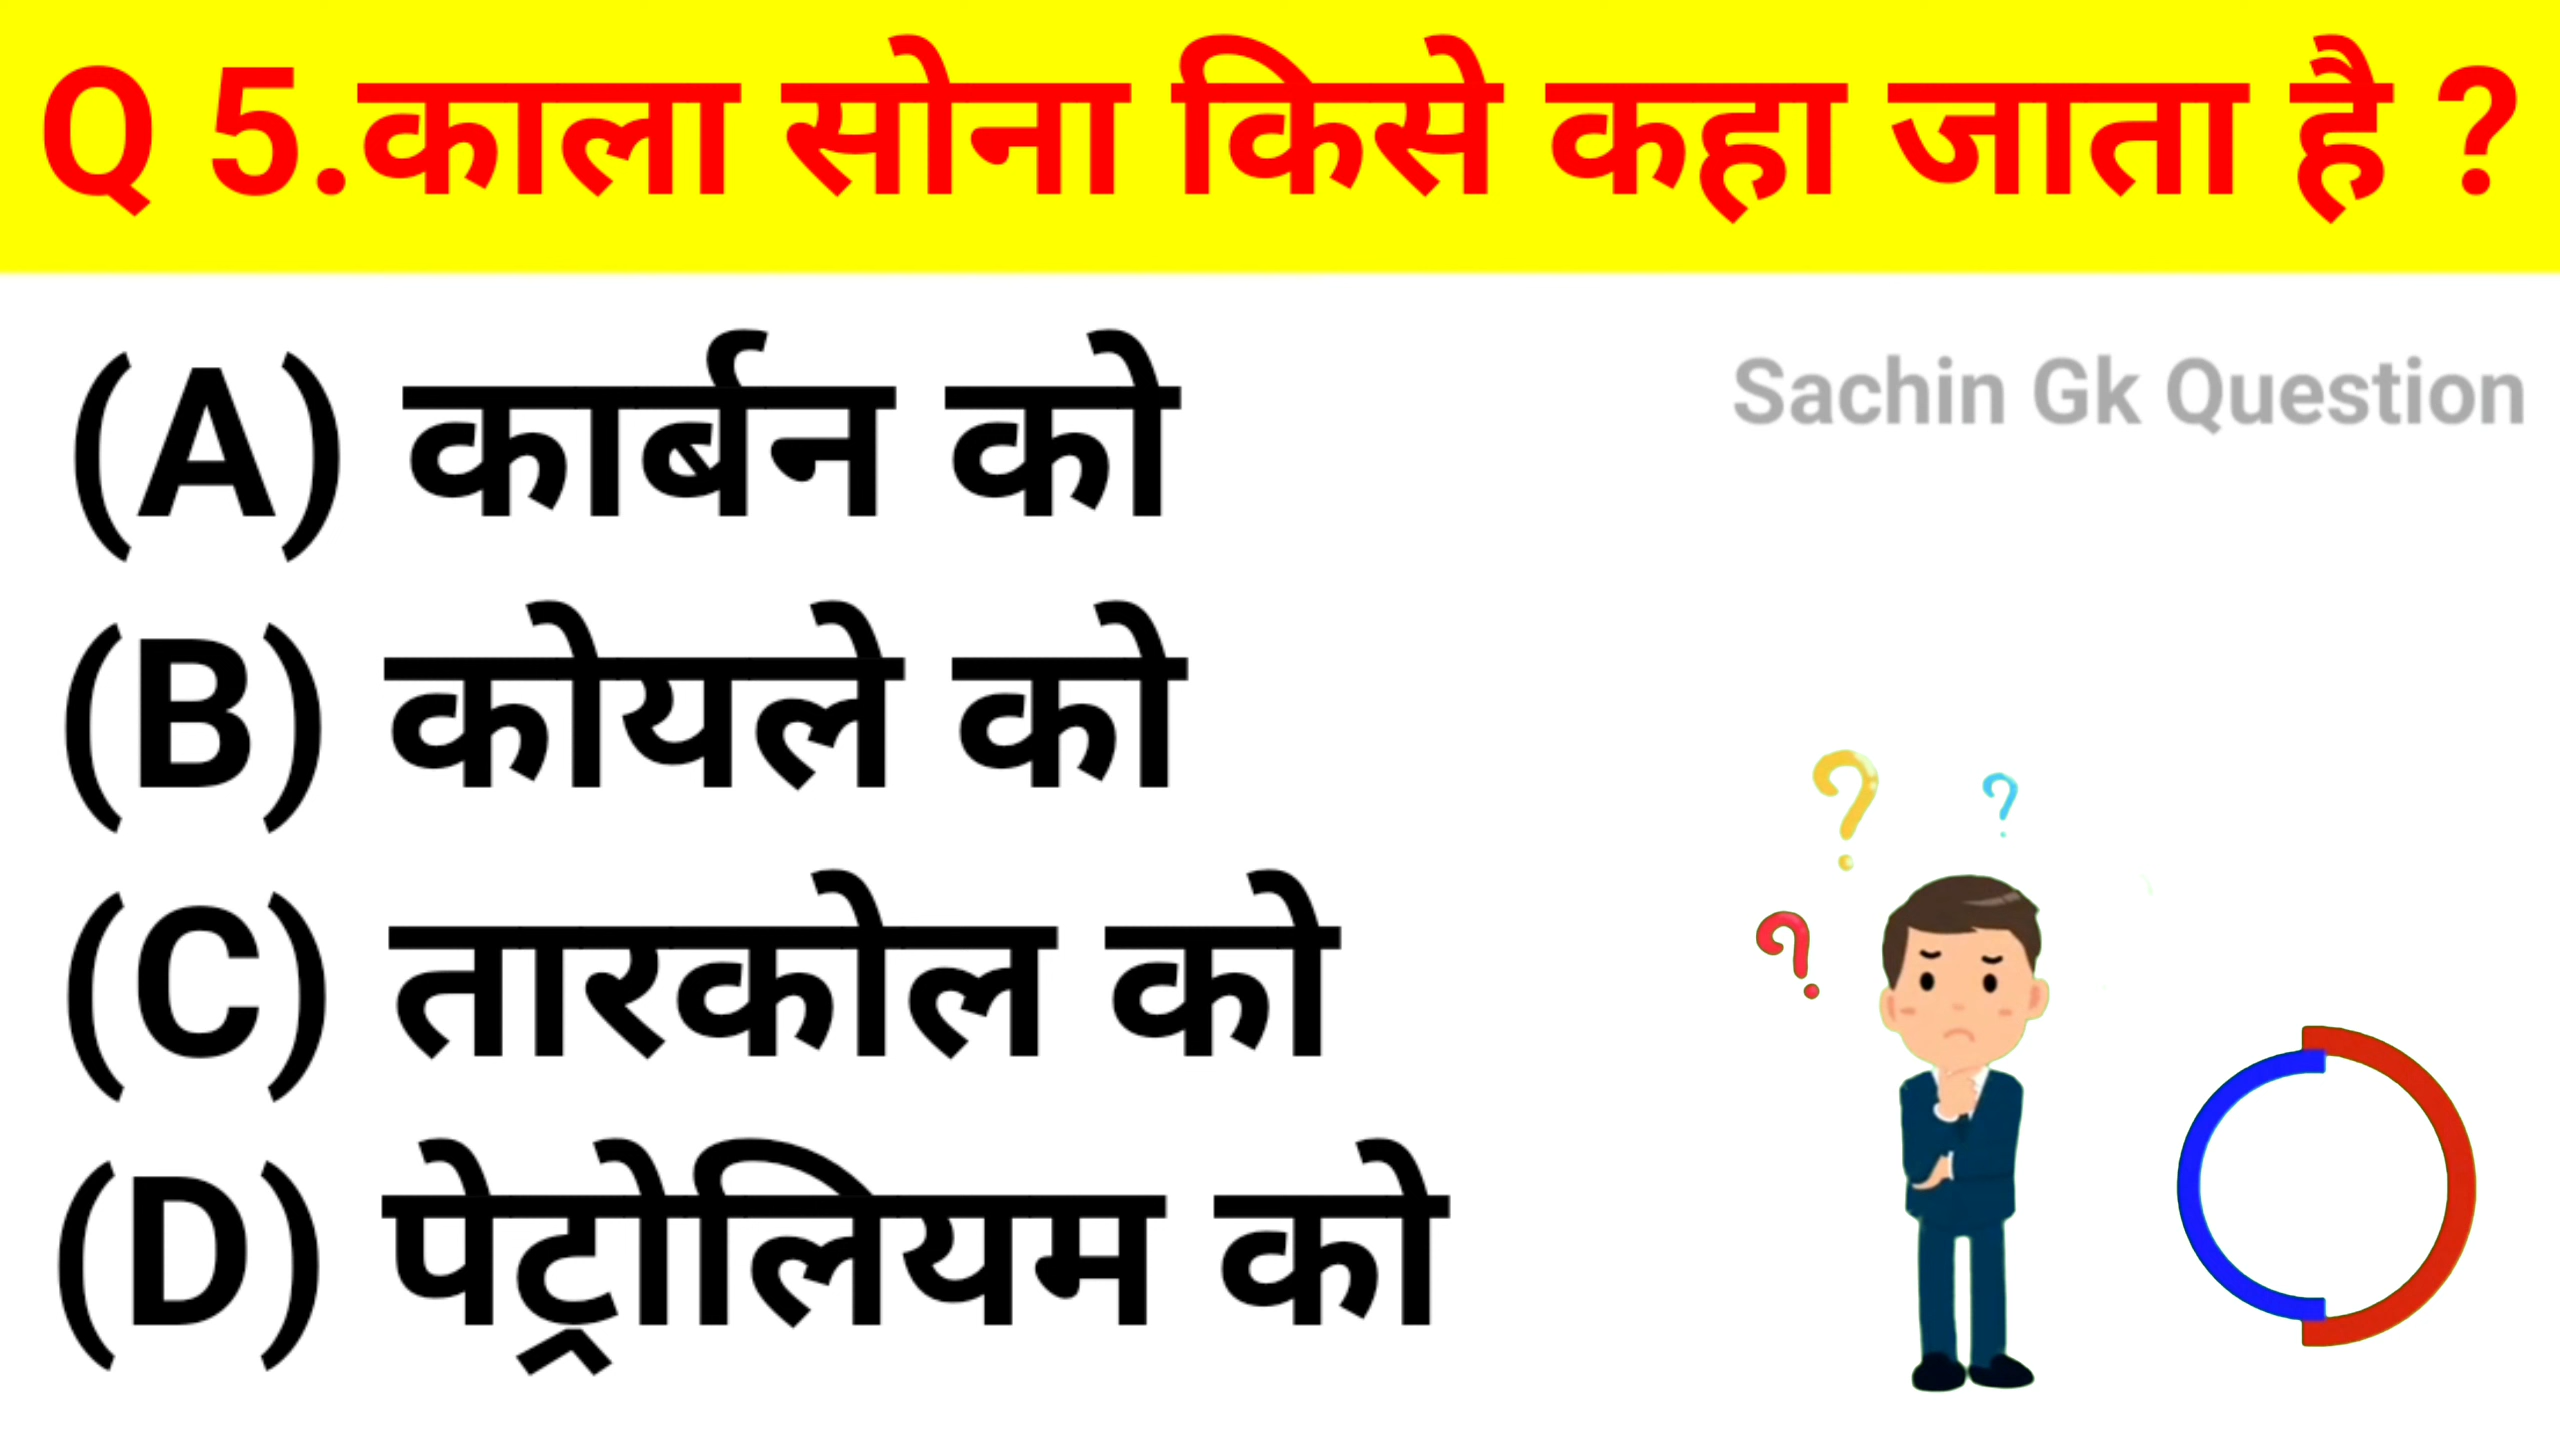 Q 5.काला सोना किसे कहा जाता है ?
Sachin Gk Question
(A) कार्बन को
(B) कोयले को
(C) तारकोल को
(D) पेट्रोलियम को